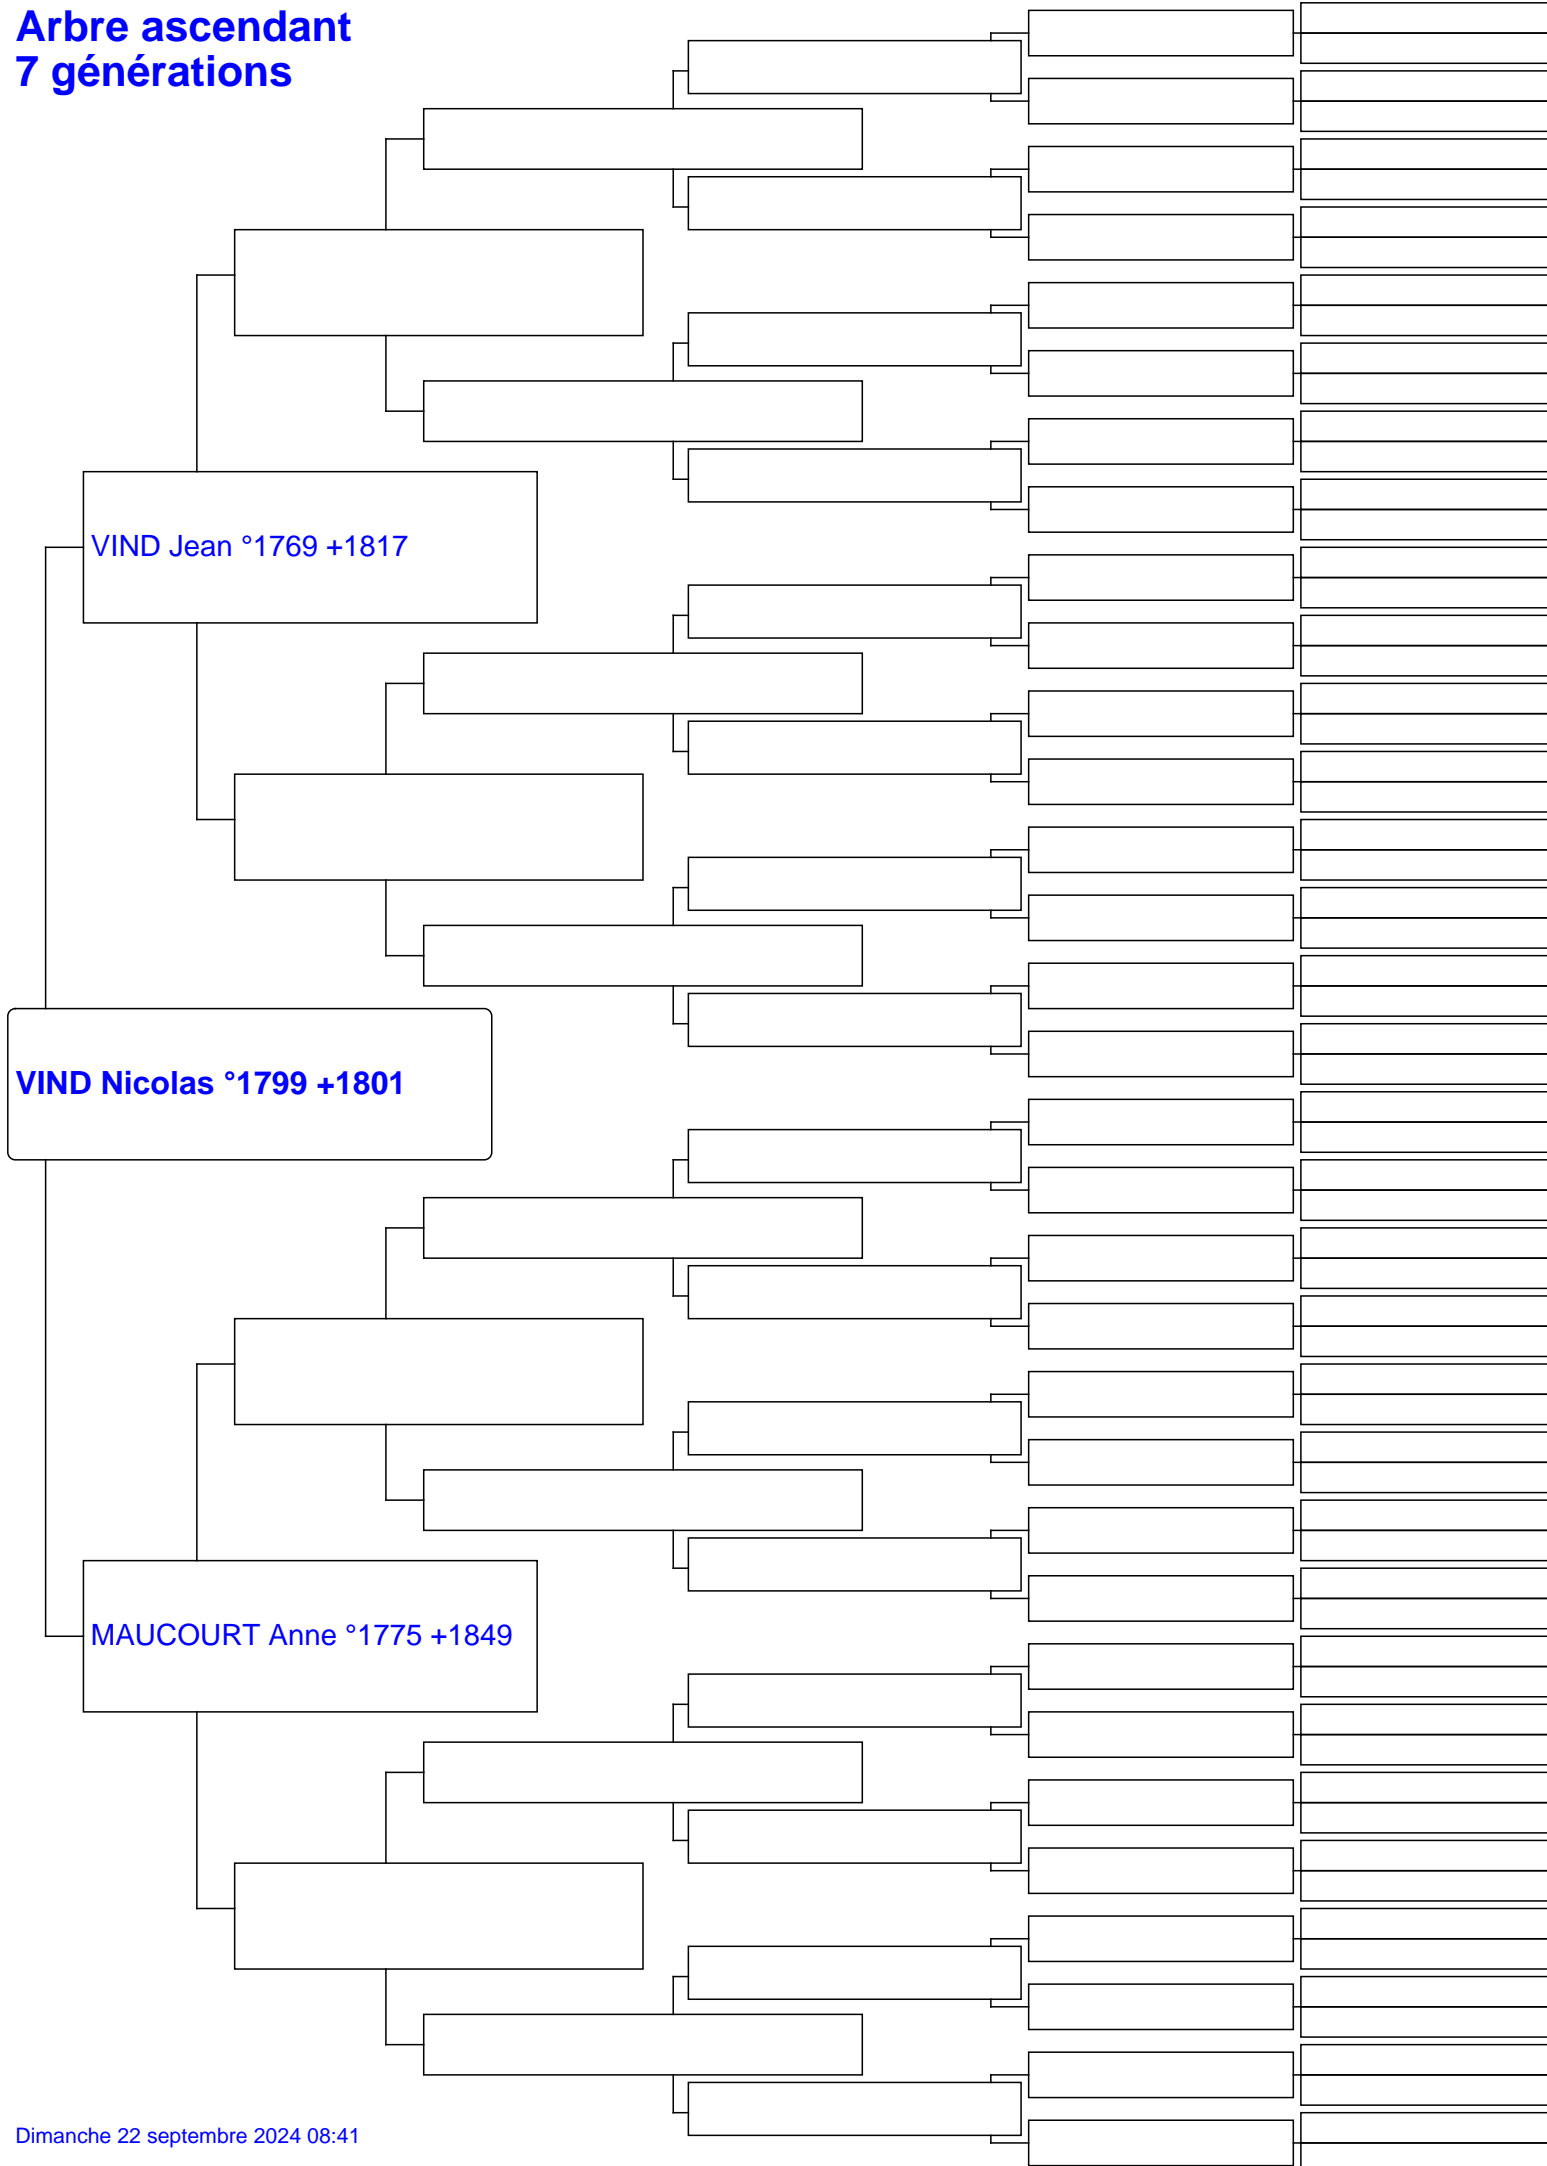 Arbre ascendant
7 générations
VIND Jean °1769 +1817
VIND Nicolas °1799 +1801
MAUCOURT Anne °1775 +1849
Dimanche 22 septembre 2024 08:41